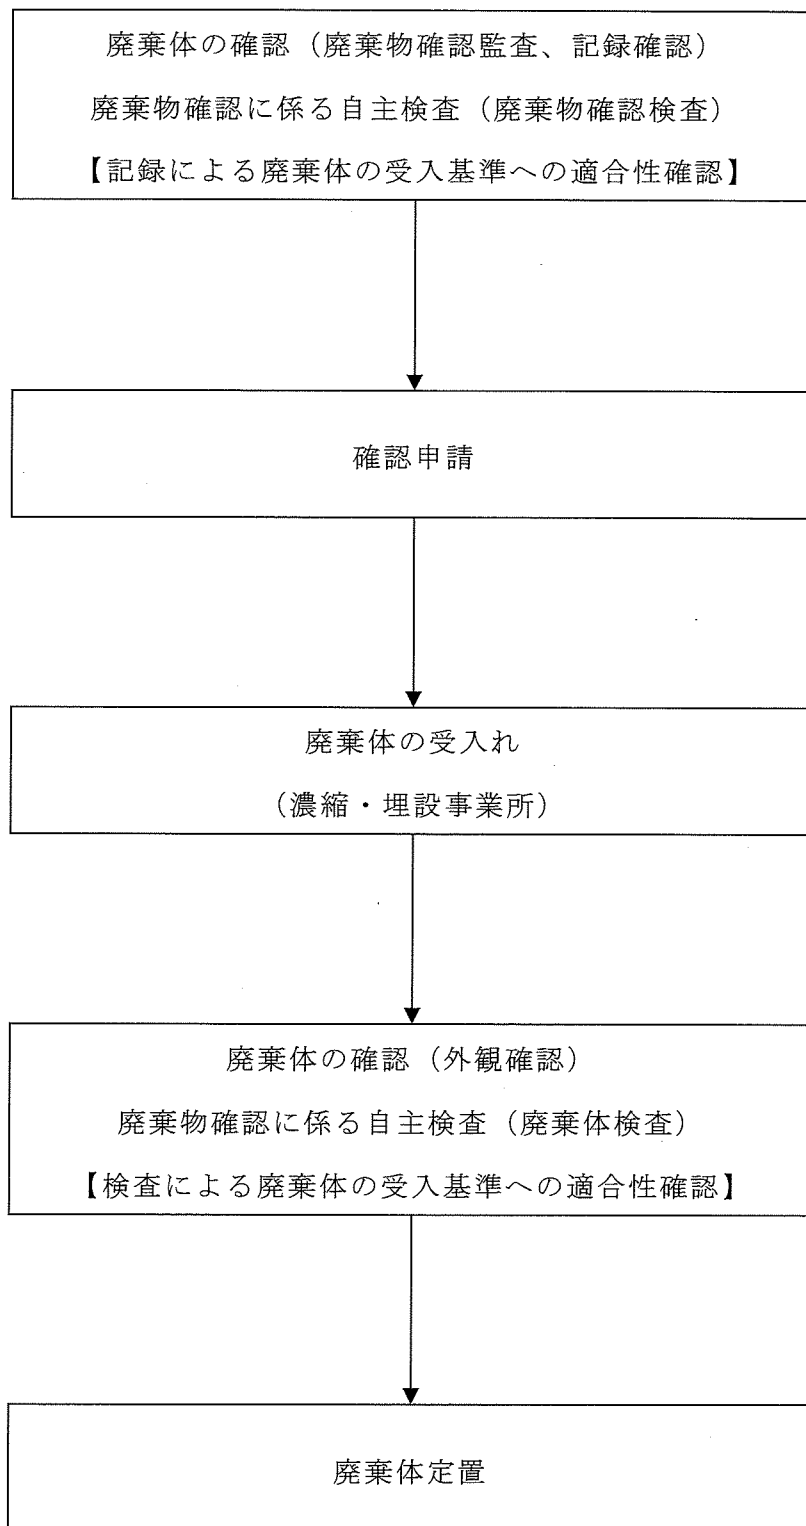 廃棄体の確認（廃棄物確認監査、記録確認）
廃棄物確認に係る自主検査（廃棄物確認検査）
【記録による廃棄体の受入基準への適合性確認】
確認申請
廃棄体の受入れ
（濃縮・埋設事業所）
廃棄体の確認（外観確認）
廃棄物確認に係る自主検査（廃棄体検査）
【検査による廃棄体の受入基準への適合性確認】
廃棄体定置